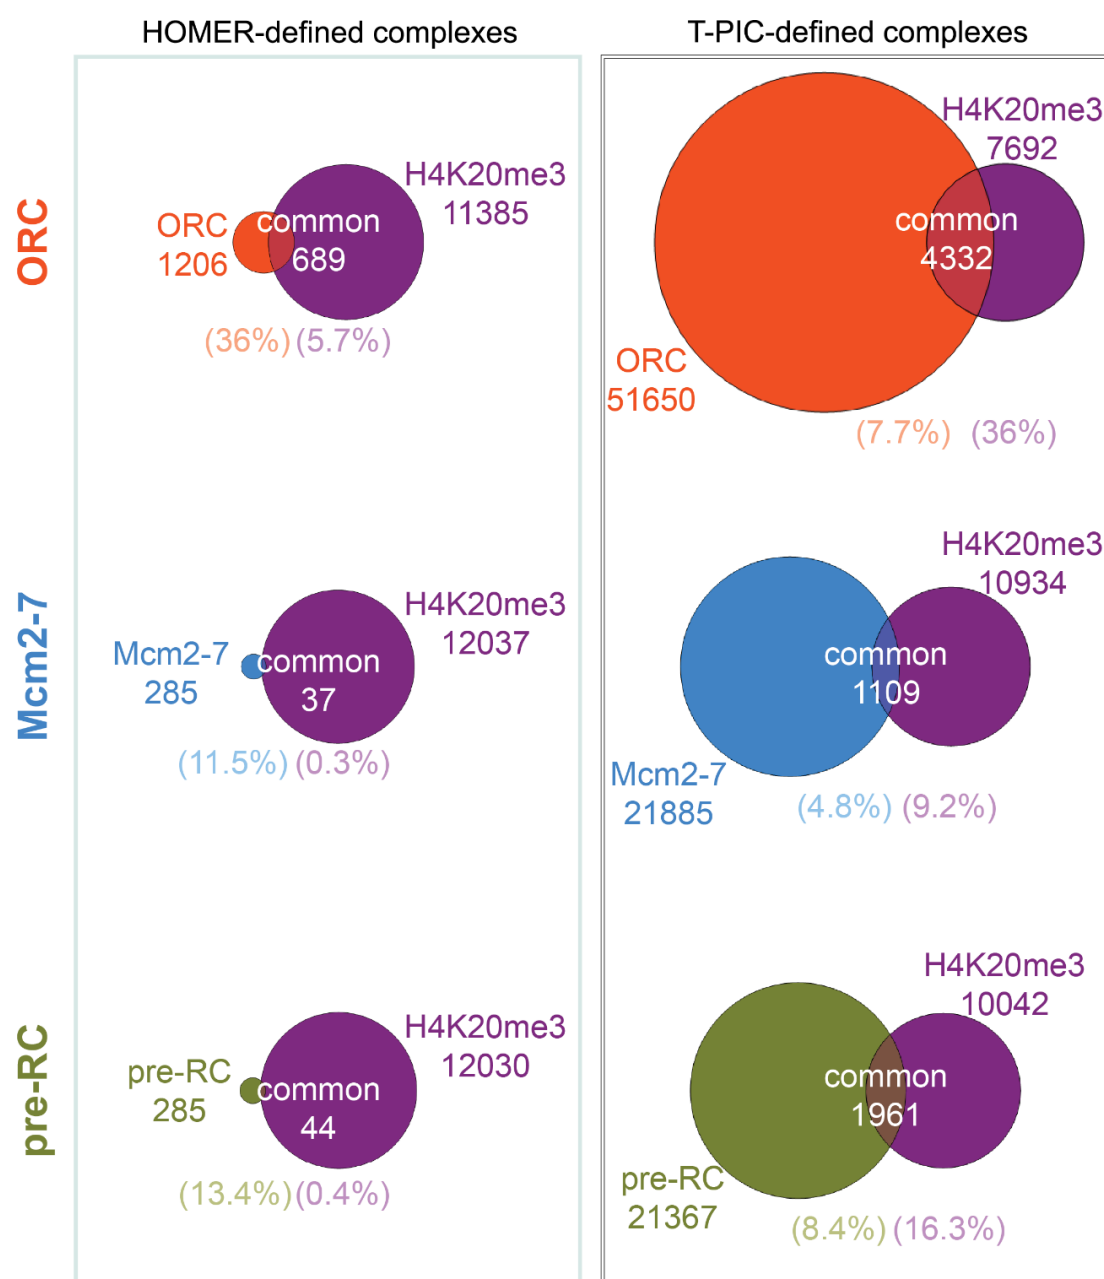 HOMER-defined complexes
T-PIC-defined complexes
ORC
ORC
1206
common
689
H4K20me3
11385
(36%) (5.7%)
H4K20me3
7692
common
4332
ORC
51650
(7.7%) (36%)
Mcm2-7
Mcm2-7
285
common
37
H4K20me3
12037
(11.5%) (0.3%)
H4K20me3
10934
common
1109
Mcm2-7
21885
(4.8%) (9.2%)
pre-RC
pre-RC
285
common
44
H4K20me3
12030
(13.4%) (0.4%)
H4K20me3
10042
common
1961
pre-RC
21367
(8.4%) (16.3%)